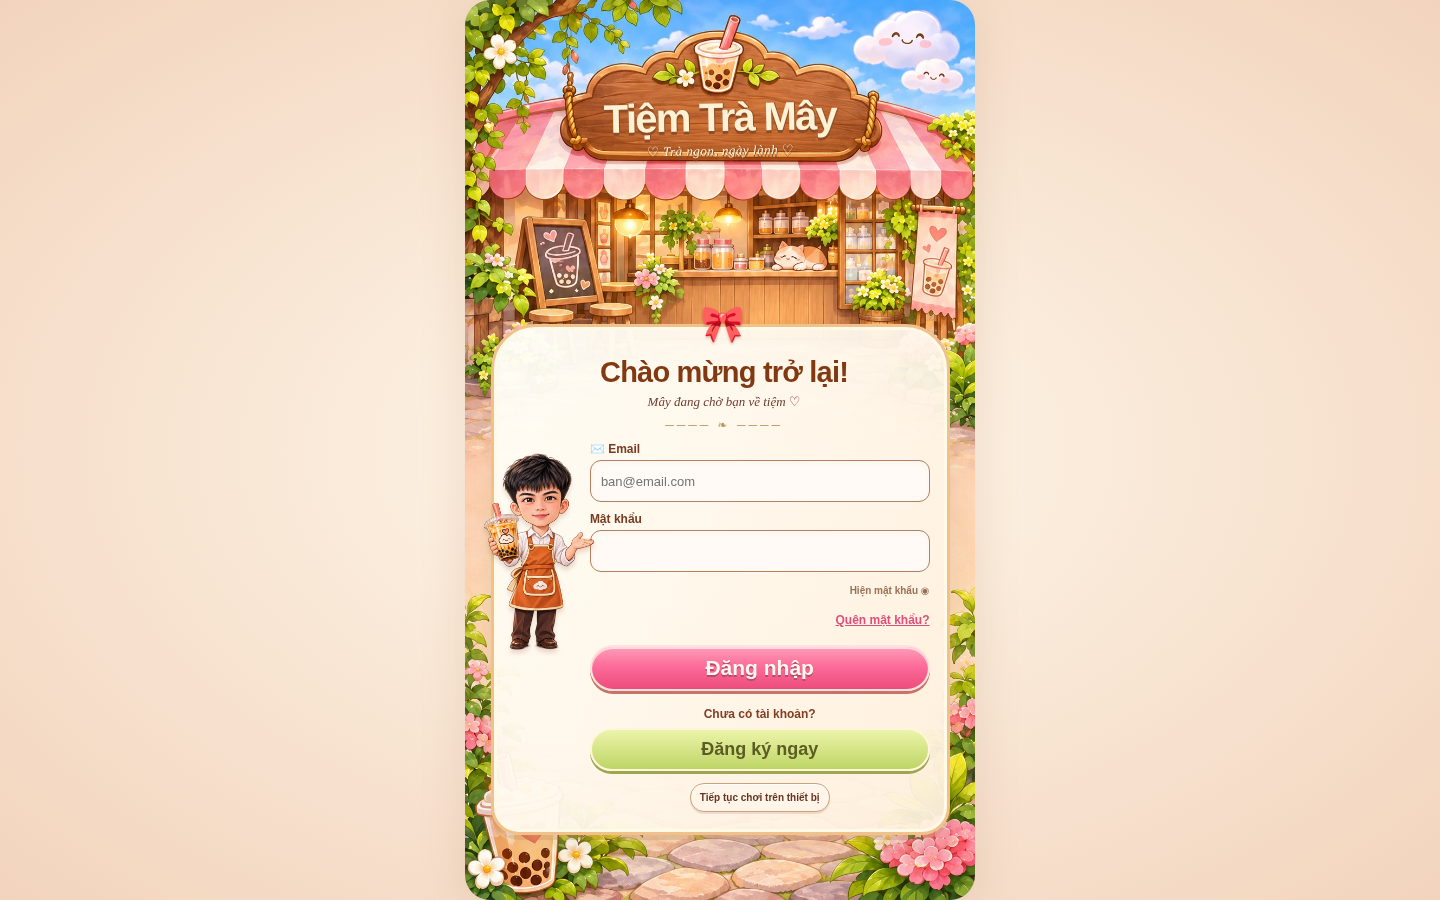 Tiệm Trà Mây
♡ Trà ngon, ngày lành ♡
Chào mừng trở lại!
Mây đang chờ bạn về tiệm ♡
———— ❧ ————
✉️ Email
ban@email.com
Mật khẩu
Hiện mật khẩu ◉
Quên mật khẩu?
Đăng nhập
Chưa có tài khoản?
Đăng ký ngay
Tiếp tục chơi trên thiết bị